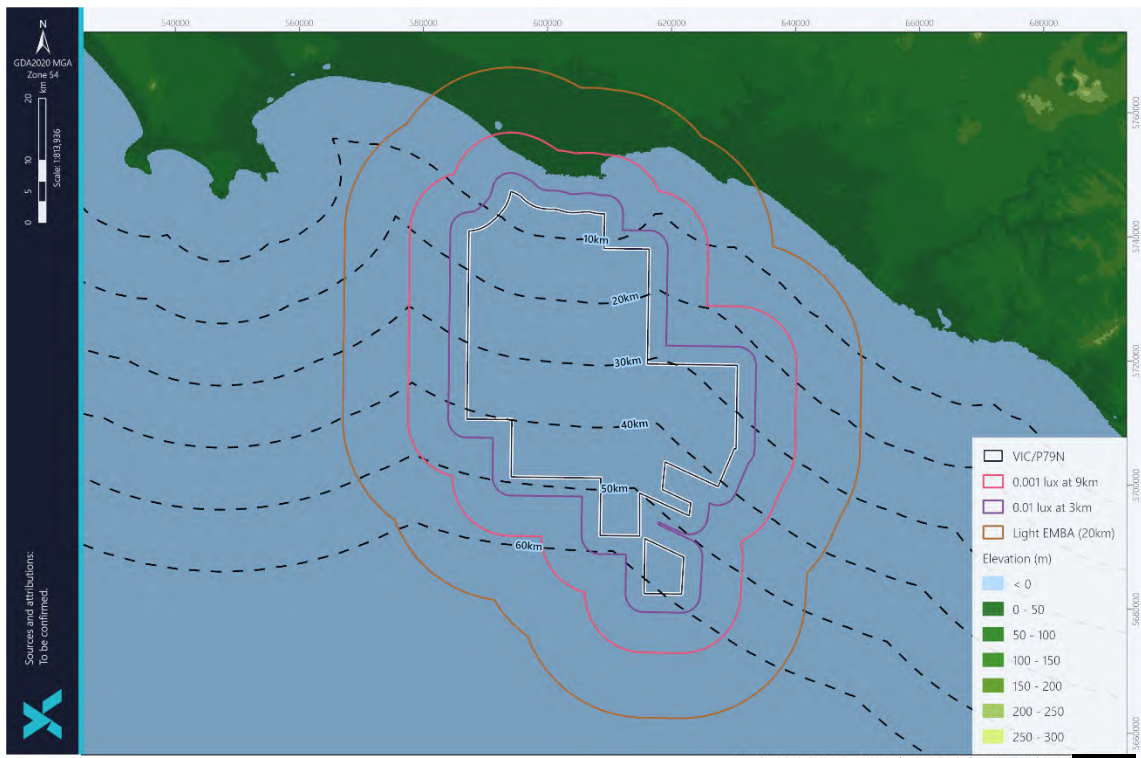 540000
560000
580000
600000
620000
640000
660000
680000
N
GDA2020 MGA
Zone 54
km
20
10
5
0
Scale: 1:813,936
5760000
5740000
5720000
5700000
5680000
5660000
10km
20km
30km
40km
50km
60km
VIC/P79N
0.001 lux at 9km
0.01 lux at 3km
Light EMBA (20km)
Elevation (m)
< 0
0 - 50
50 - 100
100 - 150
150 - 200
200 - 250
250 - 300
Sources and attributions:
To be confirmed.